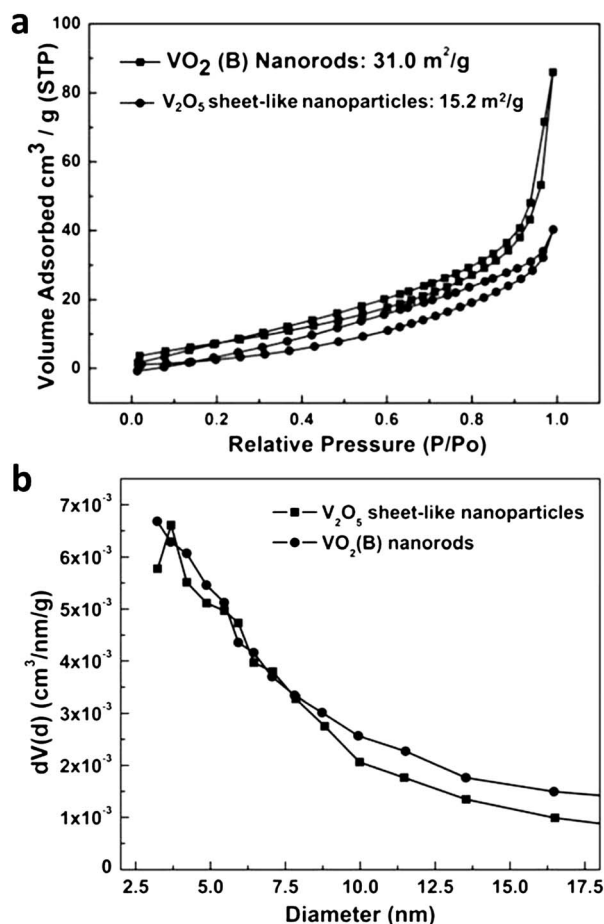 a
100
80
60
40
20
0
Volume Adsorbed cm³ / g (STP)
VO₂ (B) Nanorods: 31.0 m²/g
V₂O₅ sheet-like nanoparticles: 15.2 m²/g
0.0 0.2 0.4 0.6 0.8 1.0
Relative Pressure (P/Po)
b
7x10⁻³
6x10⁻³
5x10⁻³
4x10⁻³
3x10⁻³
2x10⁻³
1x10⁻³
0
dV(d) (cm³/nm/g)
V₂O₅ sheet-like nanoparticles
VO₂(B) nanorods
2.5 5.0 7.5 10.0 12.5 15.0 17.5
Diameter (nm)